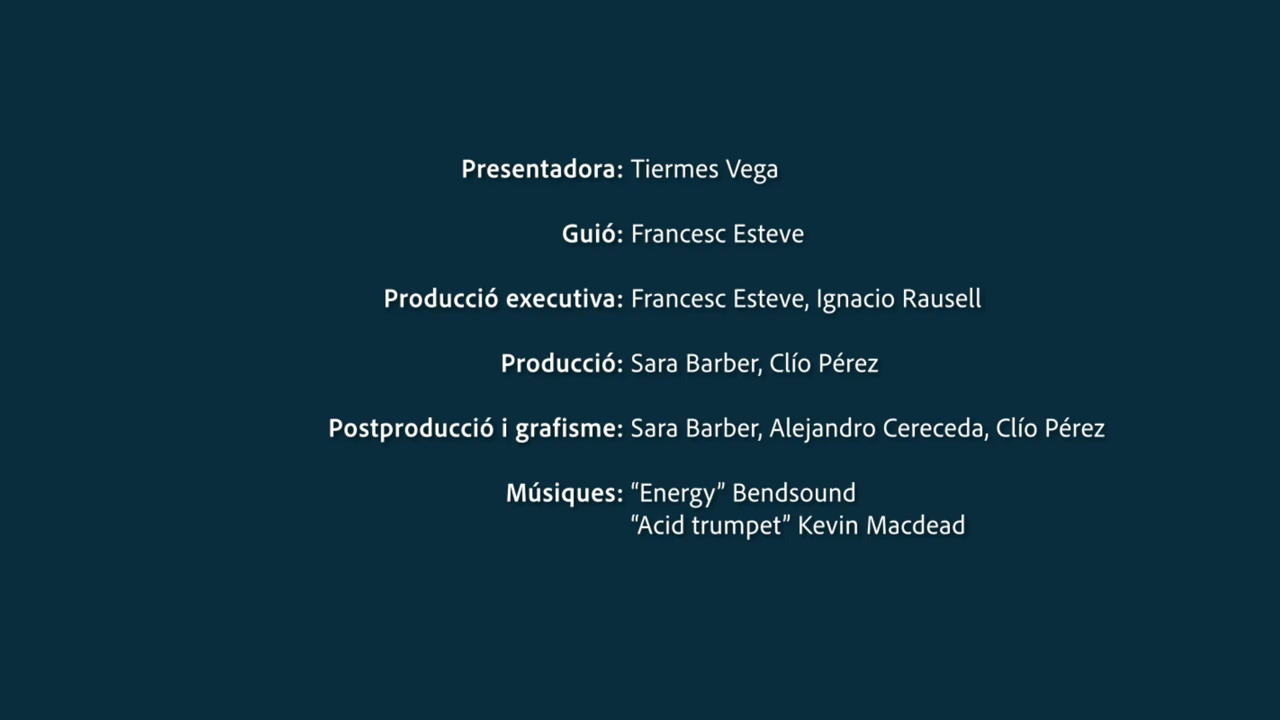 Presentadora: Tiermes Vega
Guió: Francesc Esteve
Producció executiva: Francesc Esteve, Ignacio Rausell
Producció: Sara Barber, Clío Pérez
Postproducció i grafisme: Sara Barber, Alejandro Cereceda, Clío Pérez
Músiques: “Energy” Bendsound
“Acid trumpet” Kevin Macdead